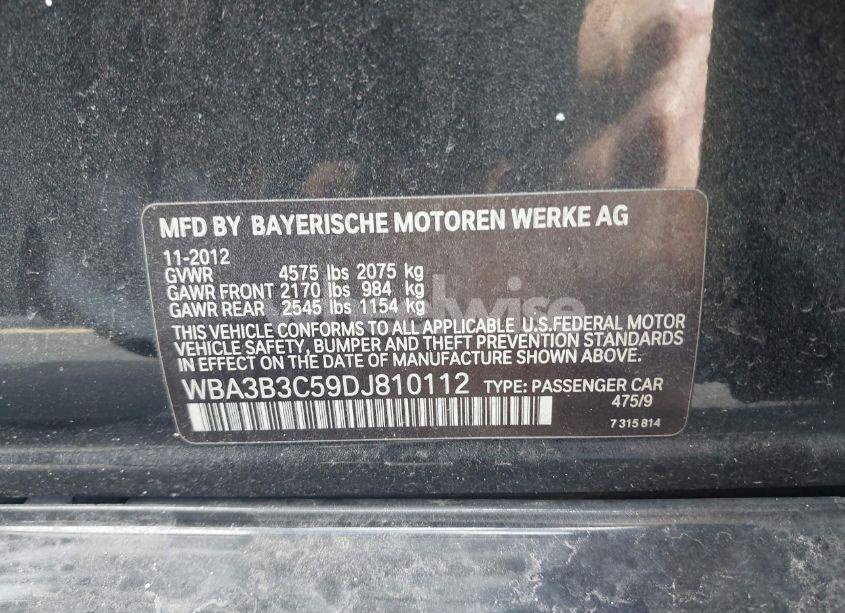 MFD BY BAYERISCHE MOTOREN WERKE AG
11-2012
GVWR 4575 lbs 2075 kg
GAWR FRONT 2170 lbs 984 kg
GAWR REAR 2545 lbs 1154 kg
THIS VEHICLE CONFORMS TO ALL APPLICABLE U.S.FEDERAL MOTOR
VEHICLE SAFETY, BUMPER AND THEFT PREVENTION STANDARDS
IN EFFECT ON THE DATE OF MANUFACTURE SHOWN ABOVE.
WBA3B3C59DJ810112 TYPE: PASSENGER CAR
475/9
7 315 814